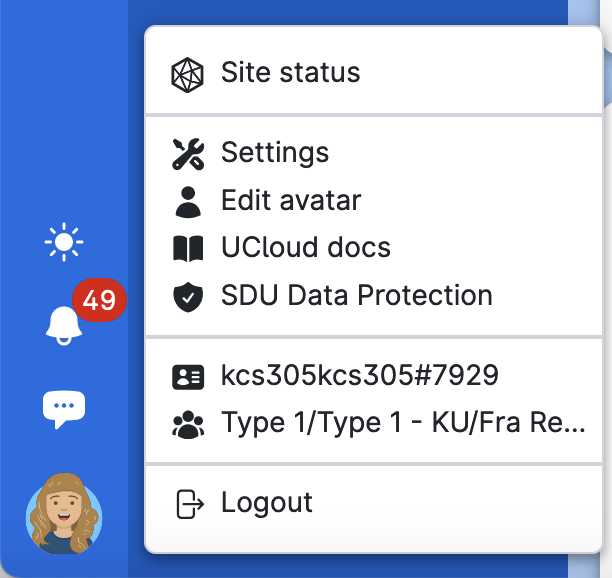 Site status
Settings
Edit avatar
UCloud docs
49
SDU Data Protection
kcs305kcs305#7929
Type 1/Type 1 - KU/Fra Re...
Logout